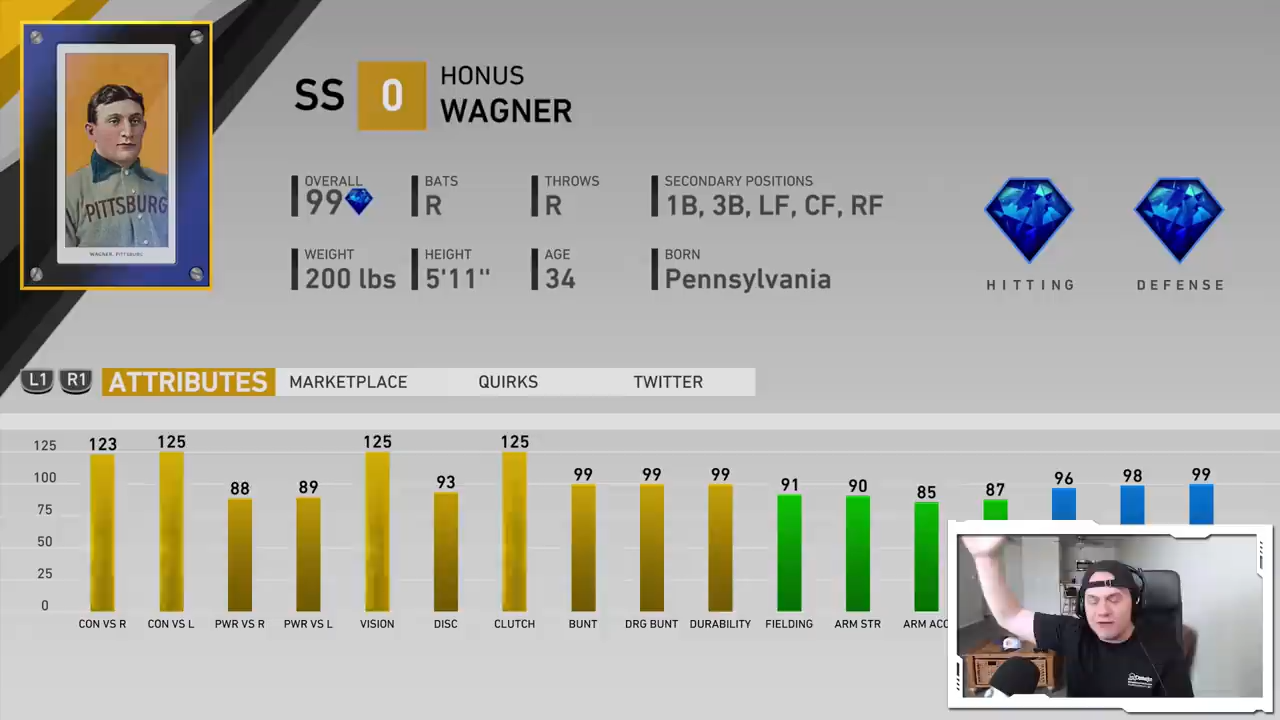 PITTSBURG
WAGNER, PITTSBURG
SS 0 HONUS
WAGNER
OVERALL
99
BATS
R
THROWS
R
SECONDARY POSITIONS
1B, 3B, LF, CF, RF
WEIGHT
200 lbs
HEIGHT
5'11"
AGE
34
BORN
Pennsylvania
HITTING
DEFENSE
L1 R1 ATTRIBUTES MARKETPLACE QUIRKS TWITTER
125
100
75
50
25
0
123 125 88 89 125 93 125 99 99 99 91 90 85 87 96 98 99
CON VS R CON VS L PWR VS R PWR VS L VISION DISC CLUTCH BUNT DRG BUNT DURABILITY FIELDING ARM STR ARM ACC